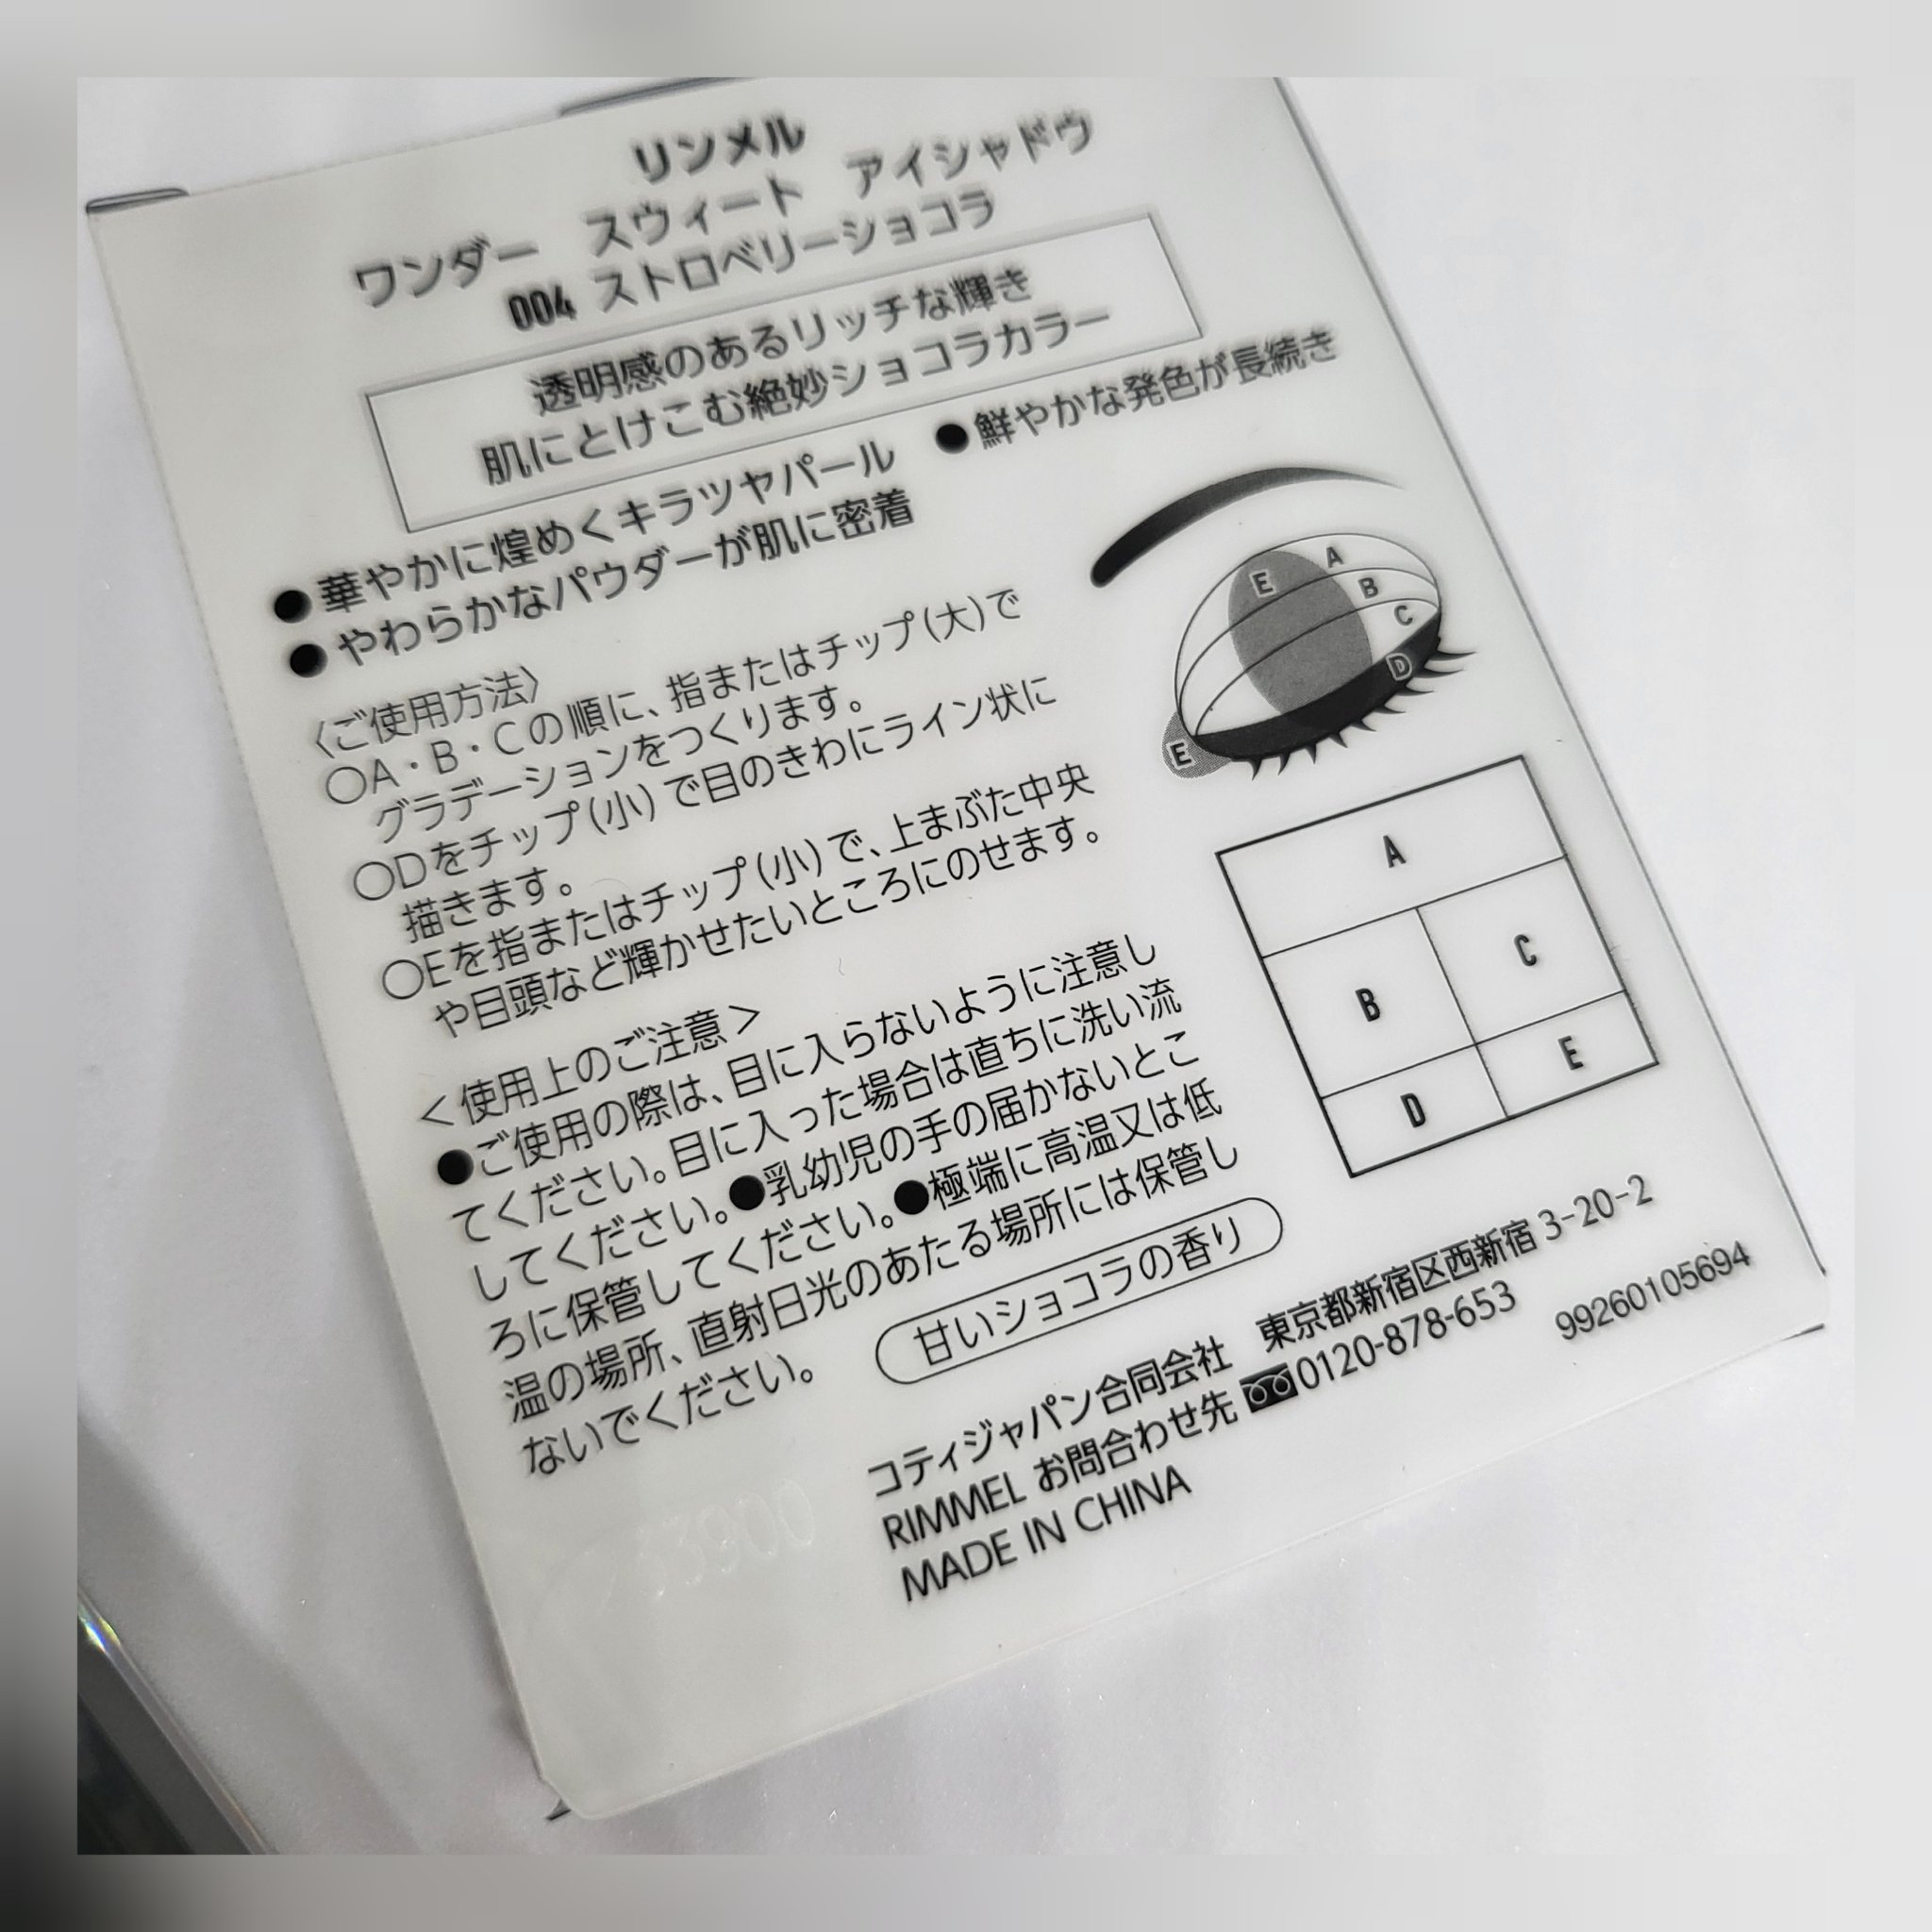 リンメル
ワンダー　スウィート　アイシャドウ
004 ストロベリーショコラ
透明感のあるリッチな輝き
肌にとけこむ絶妙ショコラカラー
●華やかに煌めくキラツヤパール　●鮮やかな発色が長続き
●やわらかなパウダーが肌に密着
〈ご使用方法〉
○A・B・Cの順に、指またはチップ(大)で
グラデーションをつくります。
○Dをチップ(小)で目のきわにライン状に
描きます。
○Eを指またはチップ(小)で、上まぶた中央
や目頭など輝かせたいところにのせます。
E
A
B
C
D
E
A
B
C
D
E
＜使用上のご注意＞
●ご使用の際は、目に入らないように注意し
てください。目に入った場合は直ちに洗い流
してください。●乳幼児の手の届かないとこ
ろに保管してください。●極端に高温又は低
温の場所、直射日光のあたる場所には保管し
ないでください。
甘いショコラの香り
コティジャパン合同会社　東京都新宿区西新宿 3-20-2
RIMMEL お問合わせ先 0120-878-653
MADE IN CHINA
99260105694